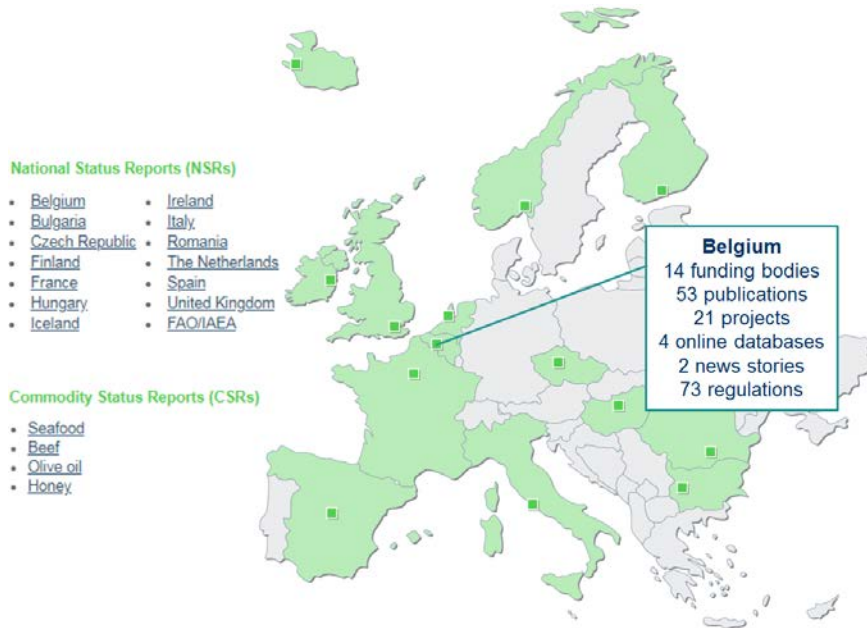 National Status Reports (NSRs)
Belgium
Bulgaria
Czech Republic
Finland
France
Hungary
Iceland
Ireland
Italy
Romania
The Netherlands
Spain
United Kingdom
FAO/IAEA
Commodity Status Reports (CSRs)
Seafood
Beef
Olive oil
Honey
Belgium
14 funding bodies
53 publications
21 projects
4 online databases
2 news stories
73 regulations